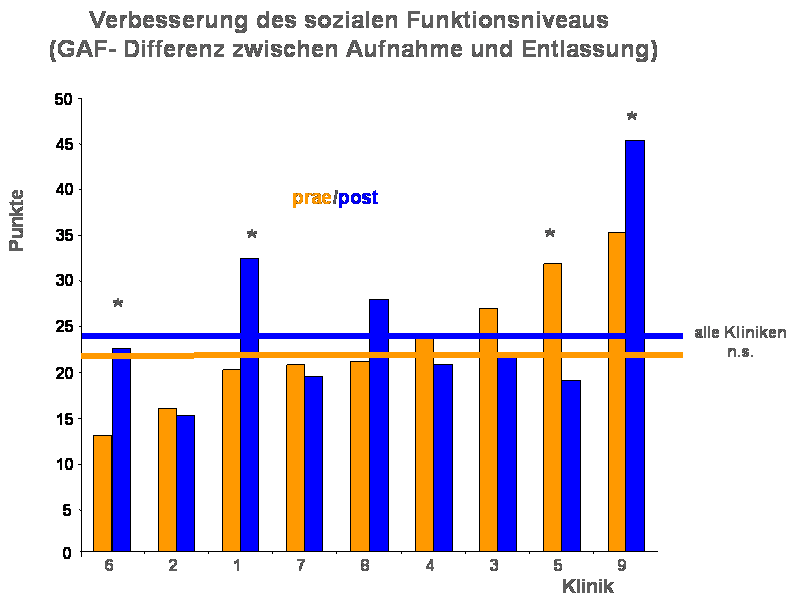 Verbesserung des sozialen Funktionsniveaus
(GAF- Differenz zwischen Aufnahme und Entlassung)
50
45
40
35
30
25
20
15
10
5
0
Punkte
prae/post
*
*
*
*
alle Kliniken
n.s.
6 2 1 7 8 4 3 5 9
Klinik